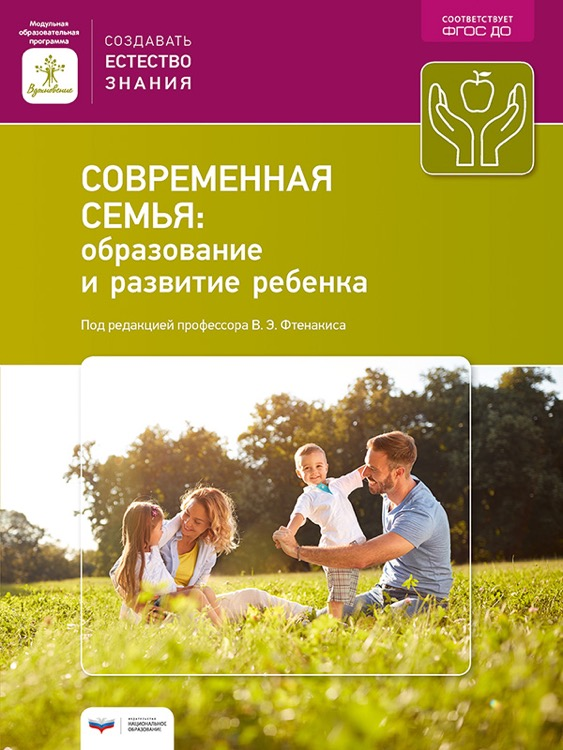 Модульная
образовательная
программа
Вдохновение
СОЗДАВАТЬ
ЕСТЕСТВО
ЗНАНИЯ
СООТВЕТСТВУЕТ
ФГОС ДО
СОВРЕМЕННАЯ
СЕМЬЯ:
образование
и развитие ребенка
Под редакцией профессора В. Э. Фтенакиса
ИЗДАТЕЛЬСТВО
НАЦИОНАЛЬНОЕ
ОБРАЗОВАНИЕ